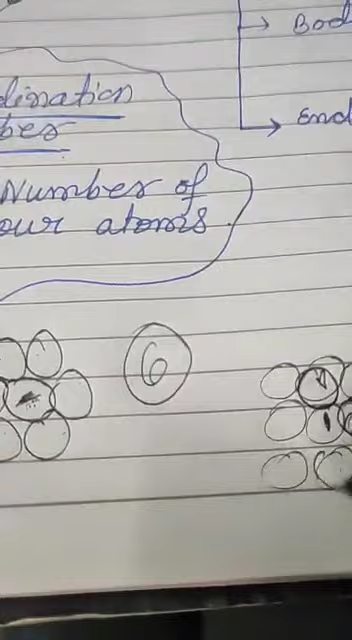 Bod
dination
ber
End
Number of
our atoms
6